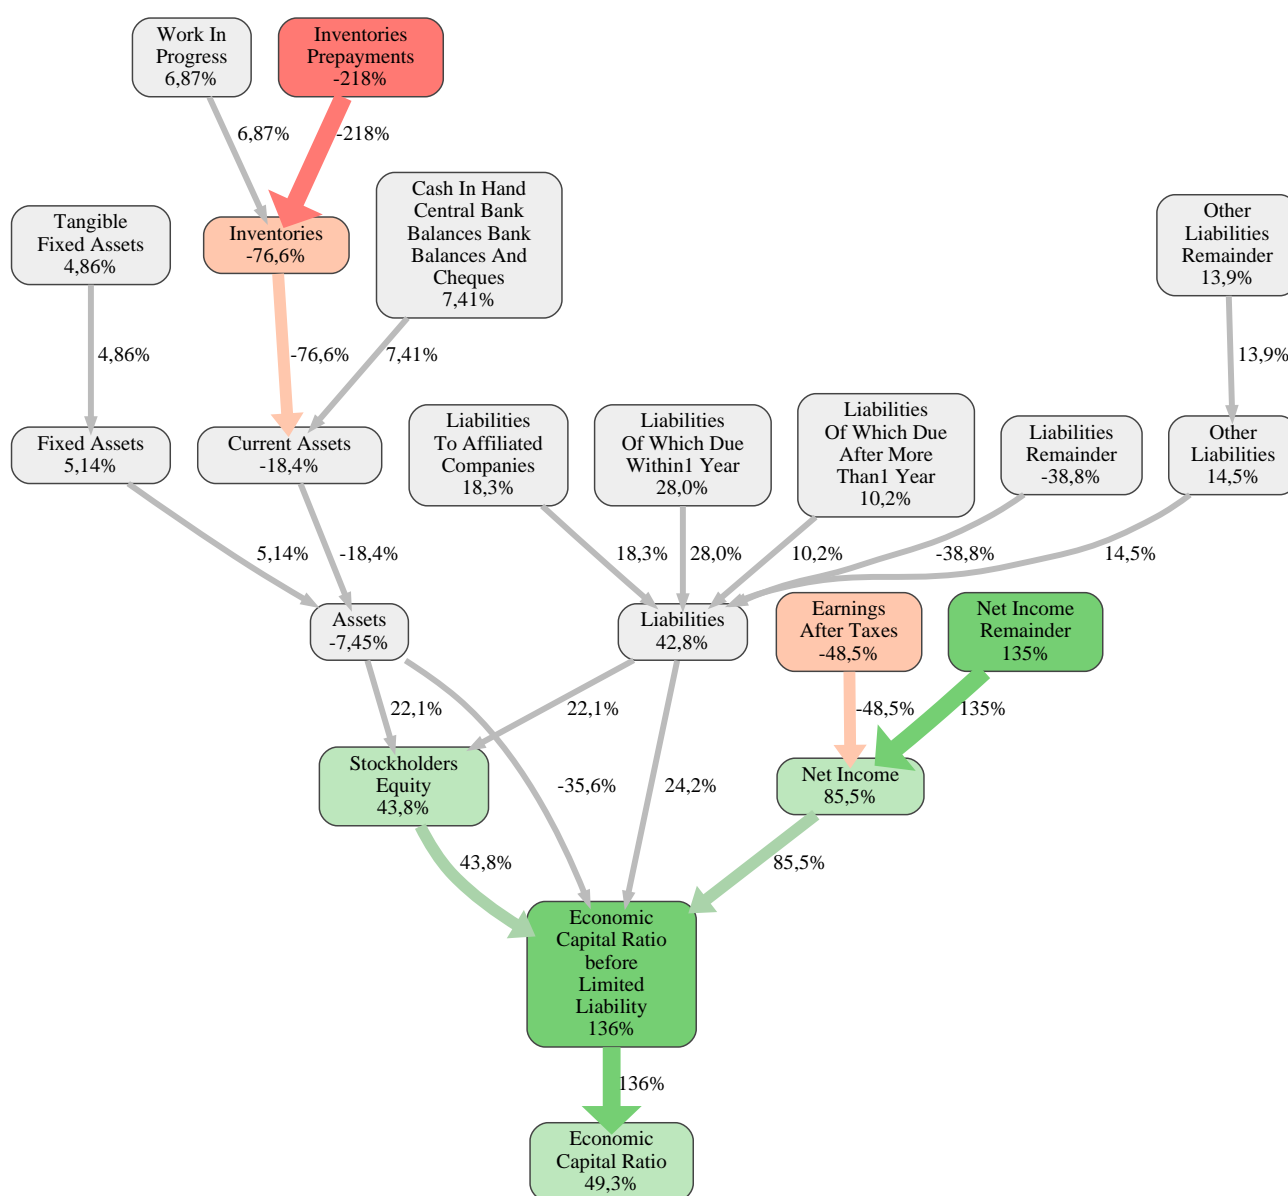 Work In
Progress
6,87%
Inventories
Prepayments
-218%
6,87%
-218%
Tangible
Fixed Assets
4,86%
Inventories
-76,6%
Cash In Hand
Central Bank
Balances Bank
Balances And
Cheques
7,41%
Other
Liabilities
Remainder
13,9%
4,86%
-76,6%
7,41%
13,9%
Fixed Assets
5,14%
Current Assets
-18,4%
Liabilities
To Affiliated
Companies
18,3%
Liabilities
Of Which Due
Within1 Year
28,0%
Liabilities
Of Which Due
After More
Than1 Year
10,2%
Liabilities
Remainder
-38,8%
Other
Liabilities
14,5%
5,14%
-18,4%
18,3%
28,0%
10,2%
-38,8%
14,5%
Assets
-7,45%
Liabilities
42,8%
Earnings
After Taxes
-48,5%
Net Income
Remainder
135%
22,1%
22,1%
-48,5%
135%
Stockholders
Equity
43,8%
-35,6%
24,2%
Net Income
85,5%
43,8%
85,5%
Economic
Capital Ratio
before
Limited
Liability
136%
136%
Economic
Capital Ratio
49,3%